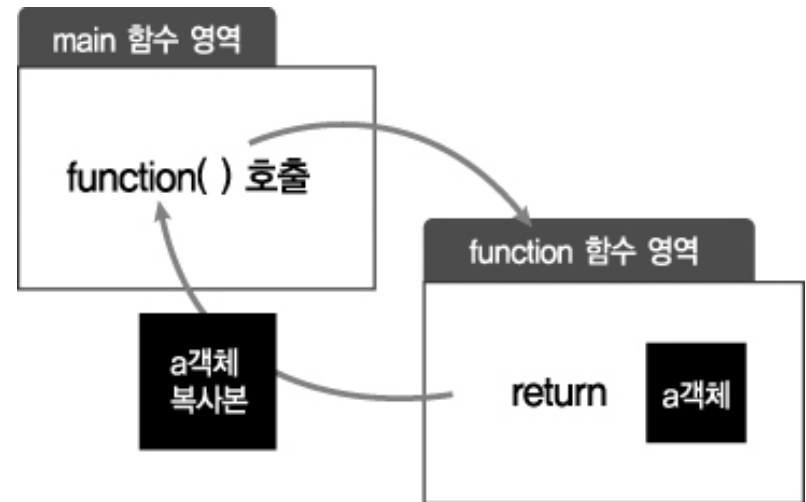 main 함수 영역
function( ) 호출
function 함수 영역
a객체
복사본
return
a객체